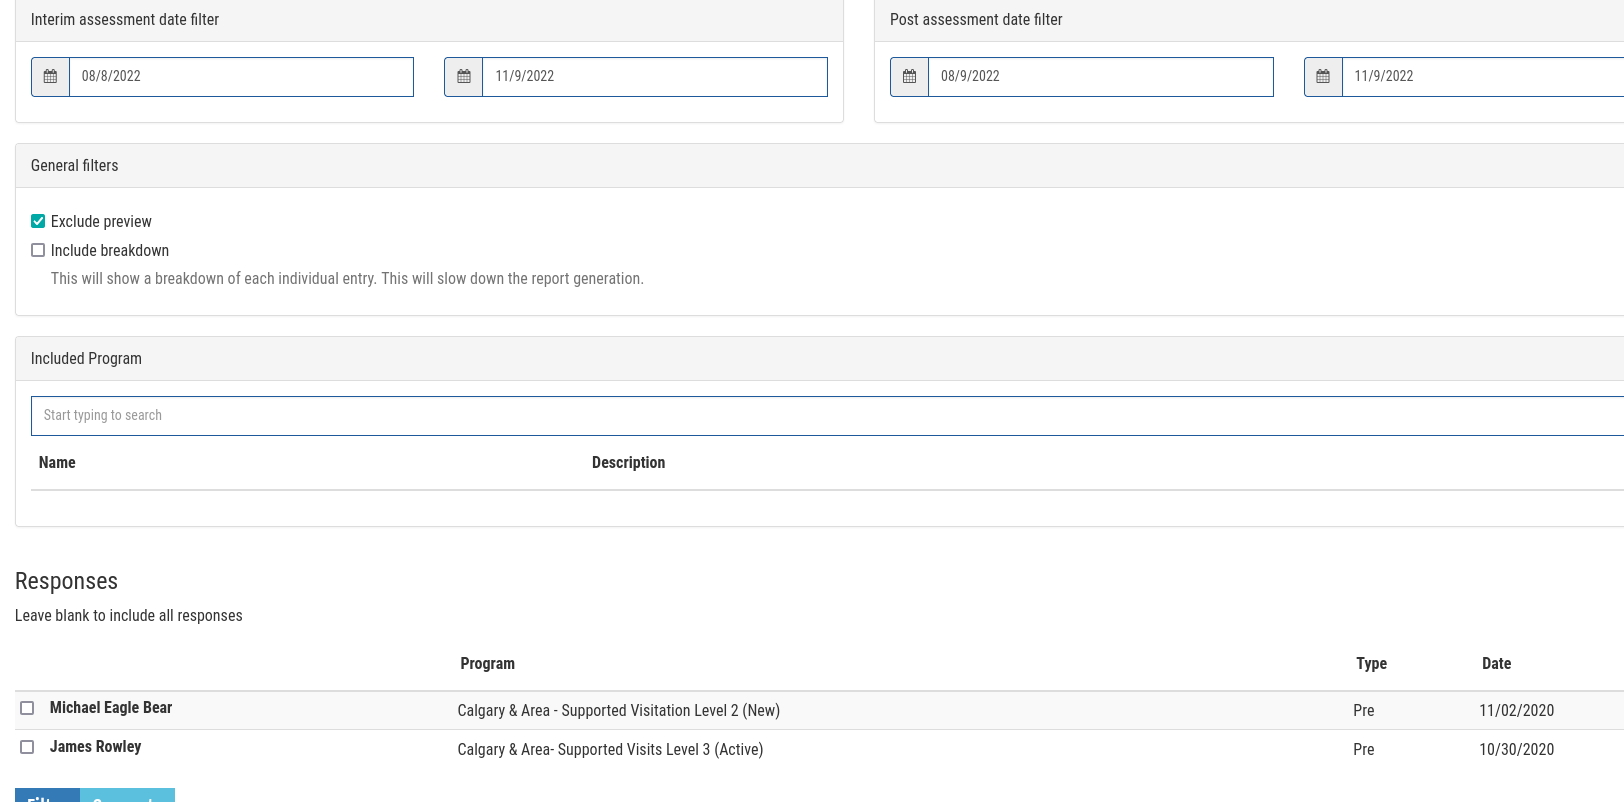 Interim assessment date filter
Post assessment date filter
08/8/2022
11/9/2022
08/9/2022
11/9/2022
General filters
Exclude preview
Include breakdown
This will show a breakdown of each individual entry. This will slow down the report generation.
Included Program
Start typing to search
Name Description
Responses
Leave blank to include all responses
Program Type Date
Michael Eagle Bear Calgary & Area - Supported Visitation Level 2 (New) Pre 11/02/2020
James Rowley Calgary & Area- Supported Visits Level 3 (Active) Pre 10/30/2020